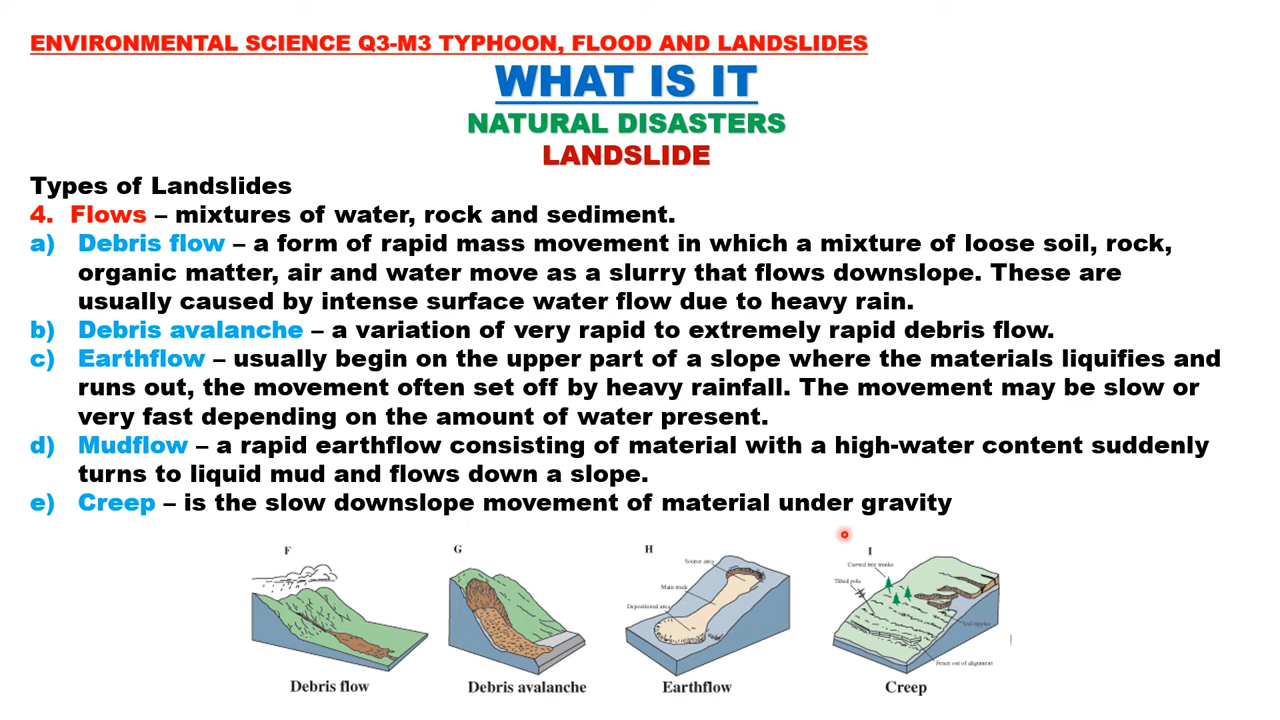 ENVIRONMENTAL SCIENCE Q3-M3 TYPHOON, FLOOD AND LANDSLIDES
WHAT IS IT
NATURAL DISASTERS
LANDSLIDE
Types of Landslides
4. Flows – mixtures of water, rock and sediment.
a) Debris flow – a form of rapid mass movement in which a mixture of loose soil, rock,
organic matter, air and water move as a slurry that flows downslope. These are
usually caused by intense surface water flow due to heavy rain.
b) Debris avalanche – a variation of very rapid to extremely rapid debris flow.
c) Earthflow – usually begin on the upper part of a slope where the materials liquifies and
runs out, the movement often set off by heavy rainfall. The movement may be slow or
very fast depending on the amount of water present.
d) Mudflow – a rapid earthflow consisting of material with a high-water content suddenly
turns to liquid mud and flows down a slope.
e) Creep – is the slow downslope movement of material under gravity
F
G
H
I
Source area
Main track
Depositional area
Curved tree trunks
Tilted pole
Soil ripples
Fence out of alignment
Debris flow
Debris avalanche
Earthflow
Creep